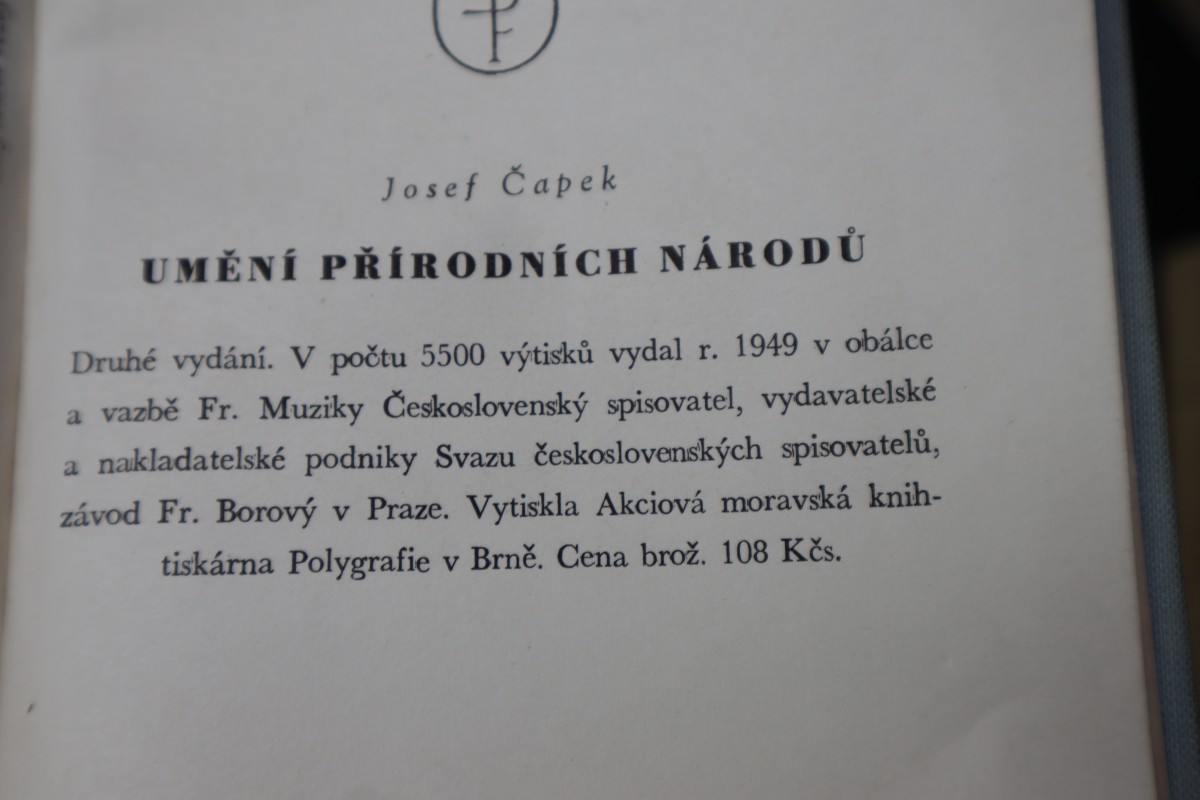 Josef Čapek
UMĚNÍ PŘÍRODNÍCH NÁRODŮ
Druhé vydání. V počtu 5500 výtisků vydal r. 1949 v obálce
a vazbě Fr. Muziky Československý spisovatel, vydavatelské
a nakladatelské podniky Svazu československých spisovatelů,
závod Fr. Borový v Praze. Vytiskla Akciová moravská knih-
tiskárna Polygrafie v Brně. Cena brož. 108 Kčs.